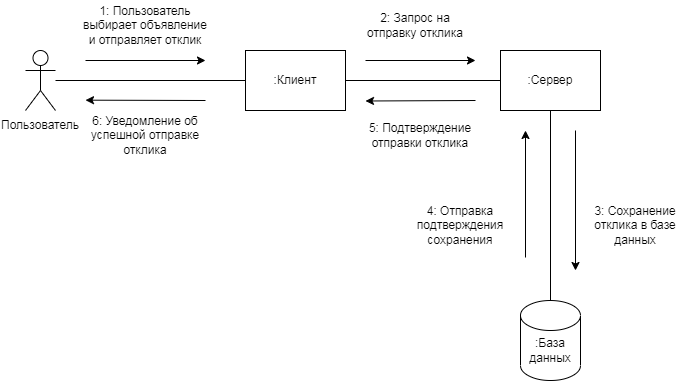 1: Пользователь
выбирает объявление
и отправляет отклик
2: Запрос на
отправку отклика
:Клиент
:Сервер
Пользователь
6: Уведомление об
успешной отправке
отклика
5: Подтверждение
отправки отклика
4: Отправка
подтверждения
сохранения
3: Сохранение
отклика в базе
данных
:База
данных